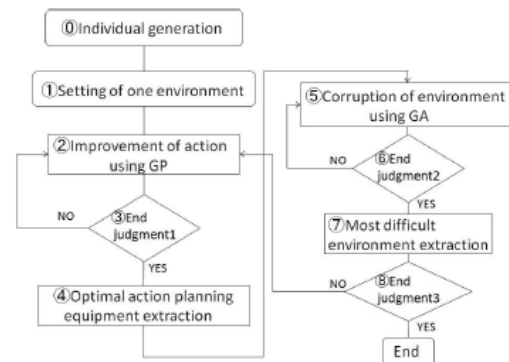 ⓪Individual generation
①Setting of one environment
②Improvement of action
using GP
NO
③End
judgment1
YES
④Optimal action planning
equipment extraction
⑤Corruption of environment
using GA
NO
⑥End
judgment2
YES
⑦Most difficult
environment extraction
NO
⑧End
judgment3
YES
End